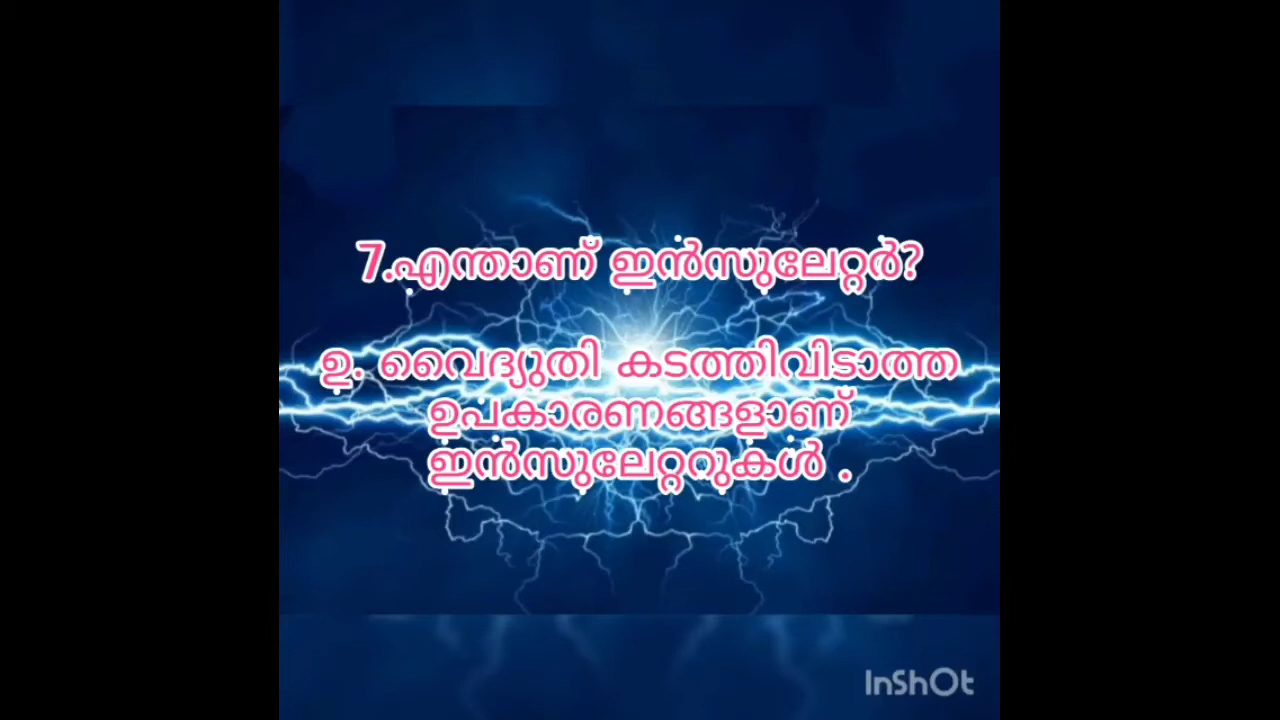 7.എന്താണ് ഇൻസുലേറ്റർ?
ഉ. വൈദ്യുതി കടത്തിവിടാത്ത
ഉപകാരണങ്ങളാണ്
ഇൻസുലേറ്ററുകൾ .
InShOt